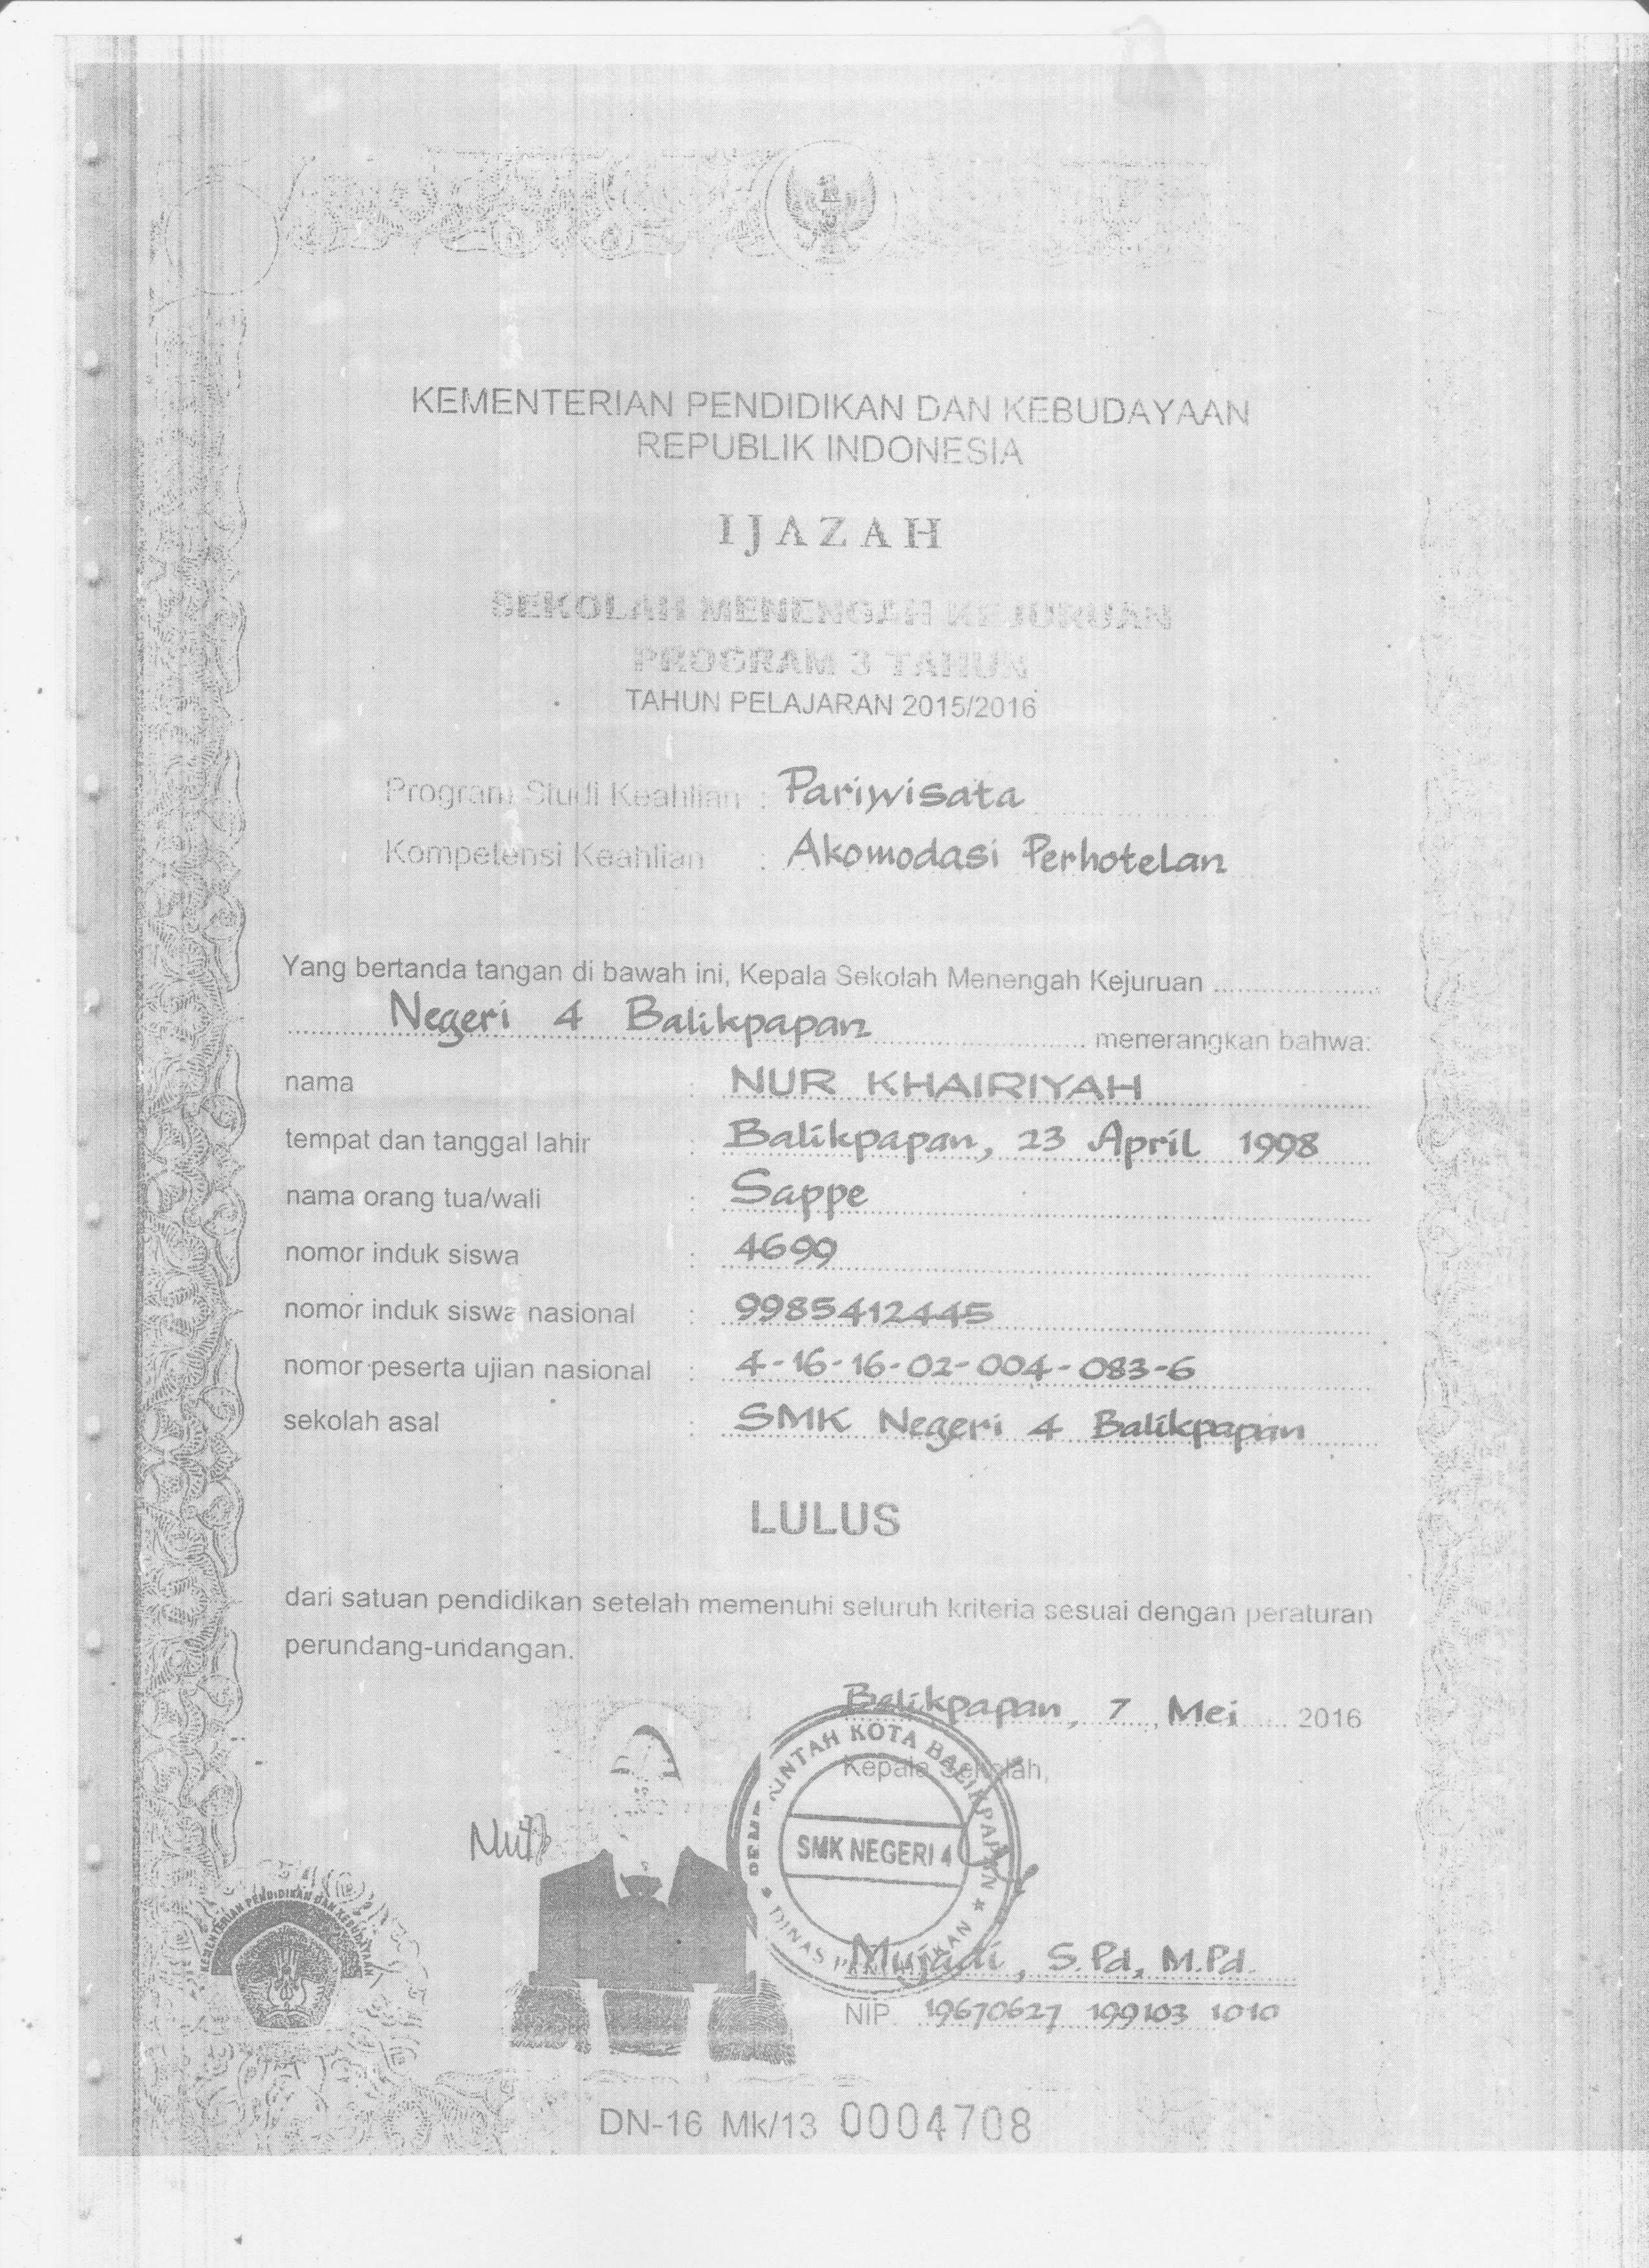 KEMENTERIAN PENDIDIKAN DAN KEBUDAYAAN
REPUBLIK INDONESIA
IJAZAH
SEKOLAH MENENGAH KEJURUAN
PROGRAM 3 TAHUN
TAHUN PELAJARAN 2015/2016
Program Studi Keahlian : Pariwisata
Kompetensi Keahlian : Akomodasi Perhotelan
Yang bertanda tangan di bawah ini, Kepala Sekolah Menengah Kejuruan ....................
Negeri 4 Balikpapan menerangkan bahwa:
nama : NUR KHAIRIYAH
tempat dan tanggal lahir : Balikpapan, 23 April 1998
nama orang tua/wali : Sappe
nomor induk siswa : 4699
nomor induk siswa nasional : 9985412445
nomor peserta ujian nasional : 4-16-16-02-004-083-6
sekolah asal : SMK Negeri 4 Balikpapan
LULUS
dari satuan pendidikan setelah memenuhi seluruh kriteria sesuai dengan peraturan
perundang-undangan.
Balikpapan, 7 Mei 2016
Kepala Sekolah,
PEMERINTAH KOTA BALIKPAPAN
SMK NEGERI 4
DINAS PENDIDIKAN
KEMENTERIAN PENDIDIKAN DAN KEBUDAYAAN
Mujadi, S.Pd, M.Pd.
NIP. 19670627 199103 1010
DN-16 Mk/13 0004708